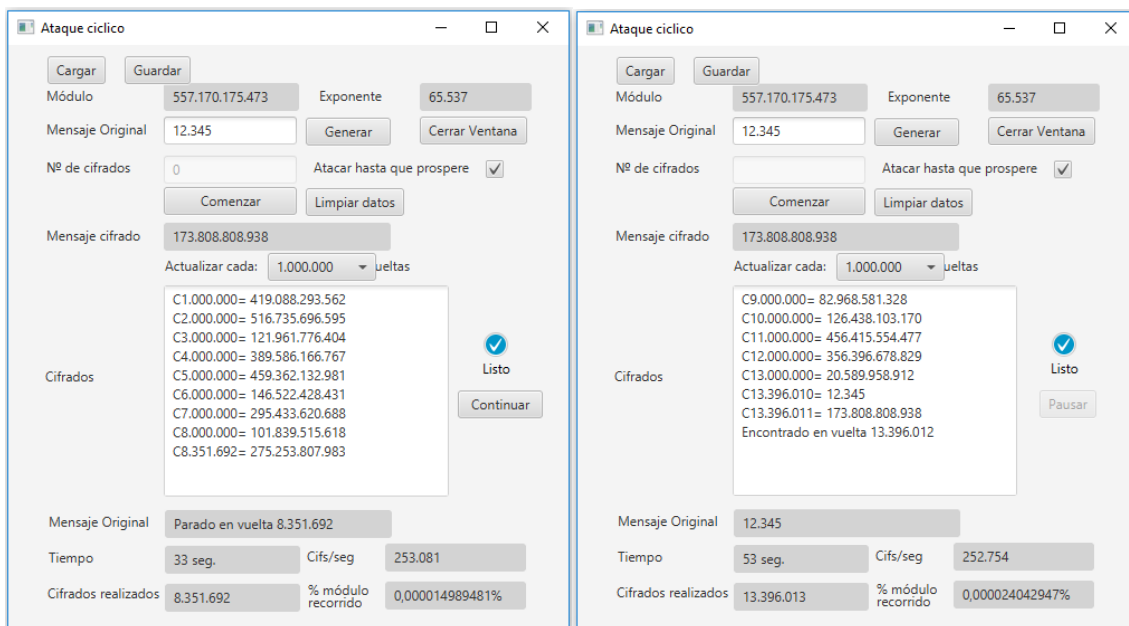 Ataque ciclico
Cargar Guardar
Módulo 557.170.175.473 Exponente 65.537
Mensaje Original 12.345 Generar Cerrar Ventana
Nº de cifrados 0 Atacar hasta que prospere
Comenzar Limpiar datos
Mensaje cifrado 173.808.808.938
Actualizar cada: 1.000.000 ueltas
C1.000.000= 419.088.293.562
C2.000.000= 516.735.696.595
C3.000.000= 121.961.776.404
C4.000.000= 389.586.166.767
C5.000.000= 459.362.132.981
C6.000.000= 146.522.428.431
C7.000.000= 295.433.620.688
C8.000.000= 101.839.515.618
C8.351.692= 275.253.807.983
Cifrados
Listo
Continuar
Mensaje Original Parado en vuelta 8.351.692
Tiempo 33 seg. Cifs/seg 253.081
Cifrados realizados 8.351.692 % módulo
recorrido 0,000014989481%
Ataque ciclico
Cargar Guardar
Módulo 557.170.175.473 Exponente 65.537
Mensaje Original 12.345 Generar Cerrar Ventana
Nº de cifrados Atacar hasta que prospere
Comenzar Limpiar datos
Mensaje cifrado 173.808.808.938
Actualizar cada: 1.000.000 ueltas
C9.000.000= 82.968.581.328
C10.000.000= 126.438.103.170
C11.000.000= 456.415.554.477
C12.000.000= 356.396.678.829
C13.000.000= 20.589.958.912
C13.396.010= 12.345
C13.396.011= 173.808.808.938
Encontrado en vuelta 13.396.012
Cifrados
Listo
Pausar
Mensaje Original 12.345
Tiempo 53 seg. Cifs/seg 252.754
Cifrados realizados 13.396.013 % módulo
recorrido 0,000024042947%